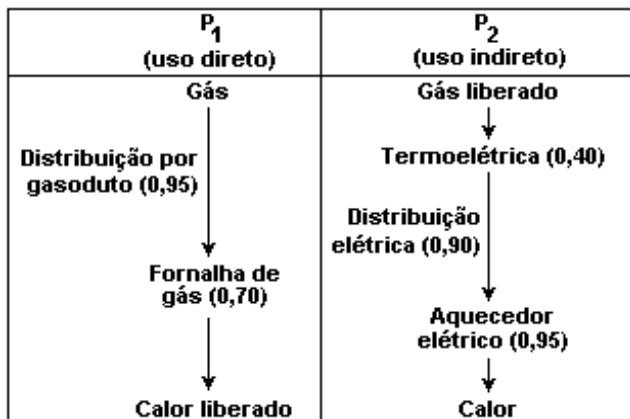 P1
(uso direto)
Gás
Distribuição por
gasoduto (0,95)
Fornalha de
gás (0,70)
Calor liberado
P2
(uso indireto)
Gás liberado
Termoelétrica (0,40)
Distribuição
elétrica (0,90)
Aquecedor
elétrico (0,95)
Calor